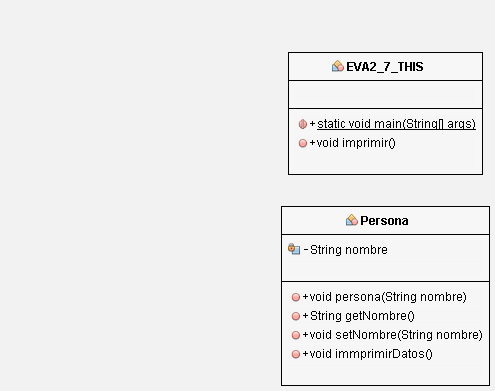 EVA2_7_THIS
+static void main(String[] args)
+void imprimir()
Persona
-String nombre
+void persona(String nombre)
+String getNombre()
+void setNombre(String nombre)
+void immprimirDatos()